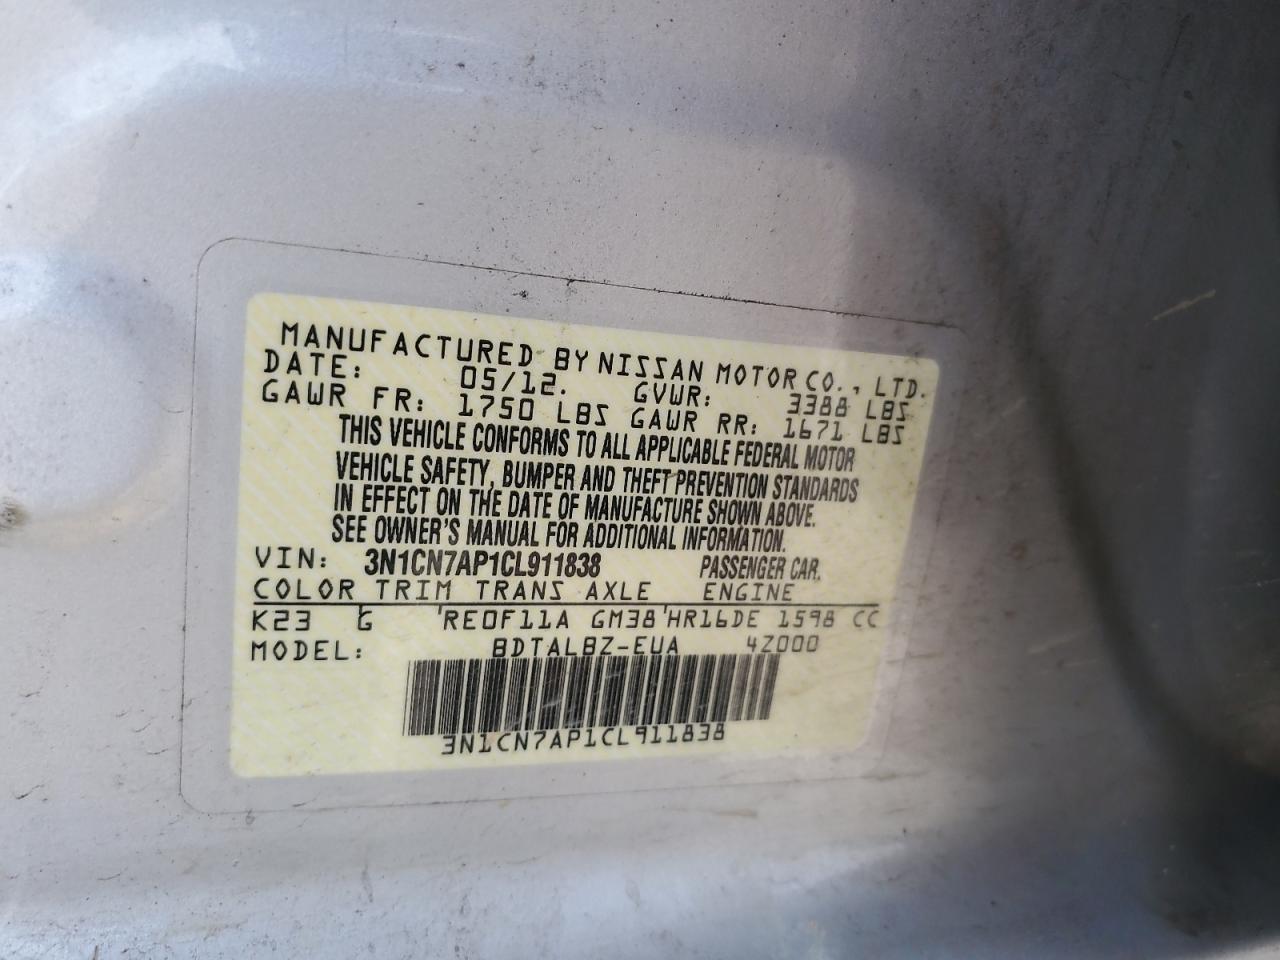 MANUFACTURED BY NISSAN MOTOR CO., LTD.
DATE: 05/12. GVWR: 3388 LBS
GAWR FR: 1750 LBS GAWR RR: 1671 LBS
THIS VEHICLE CONFORMS TO ALL APPLICABLE FEDERAL MOTOR
VEHICLE SAFETY, BUMPER AND THEFT PREVENTION STANDARDS
IN EFFECT ON THE DATE OF MANUFACTURE SHOWN ABOVE.
SEE OWNER'S MANUAL FOR ADDITIONAL INFORMATION.
VIN: 3N1CN7AP1CL911838 PASSENGER CAR.
COLOR TRIM TRANS AXLE ENGINE
K23 G 'RE0F11A GM38'HR16DE 1598 CC
MODEL: BDTALBZ-EUA 4Z000
3N1CN7AP1CL911838